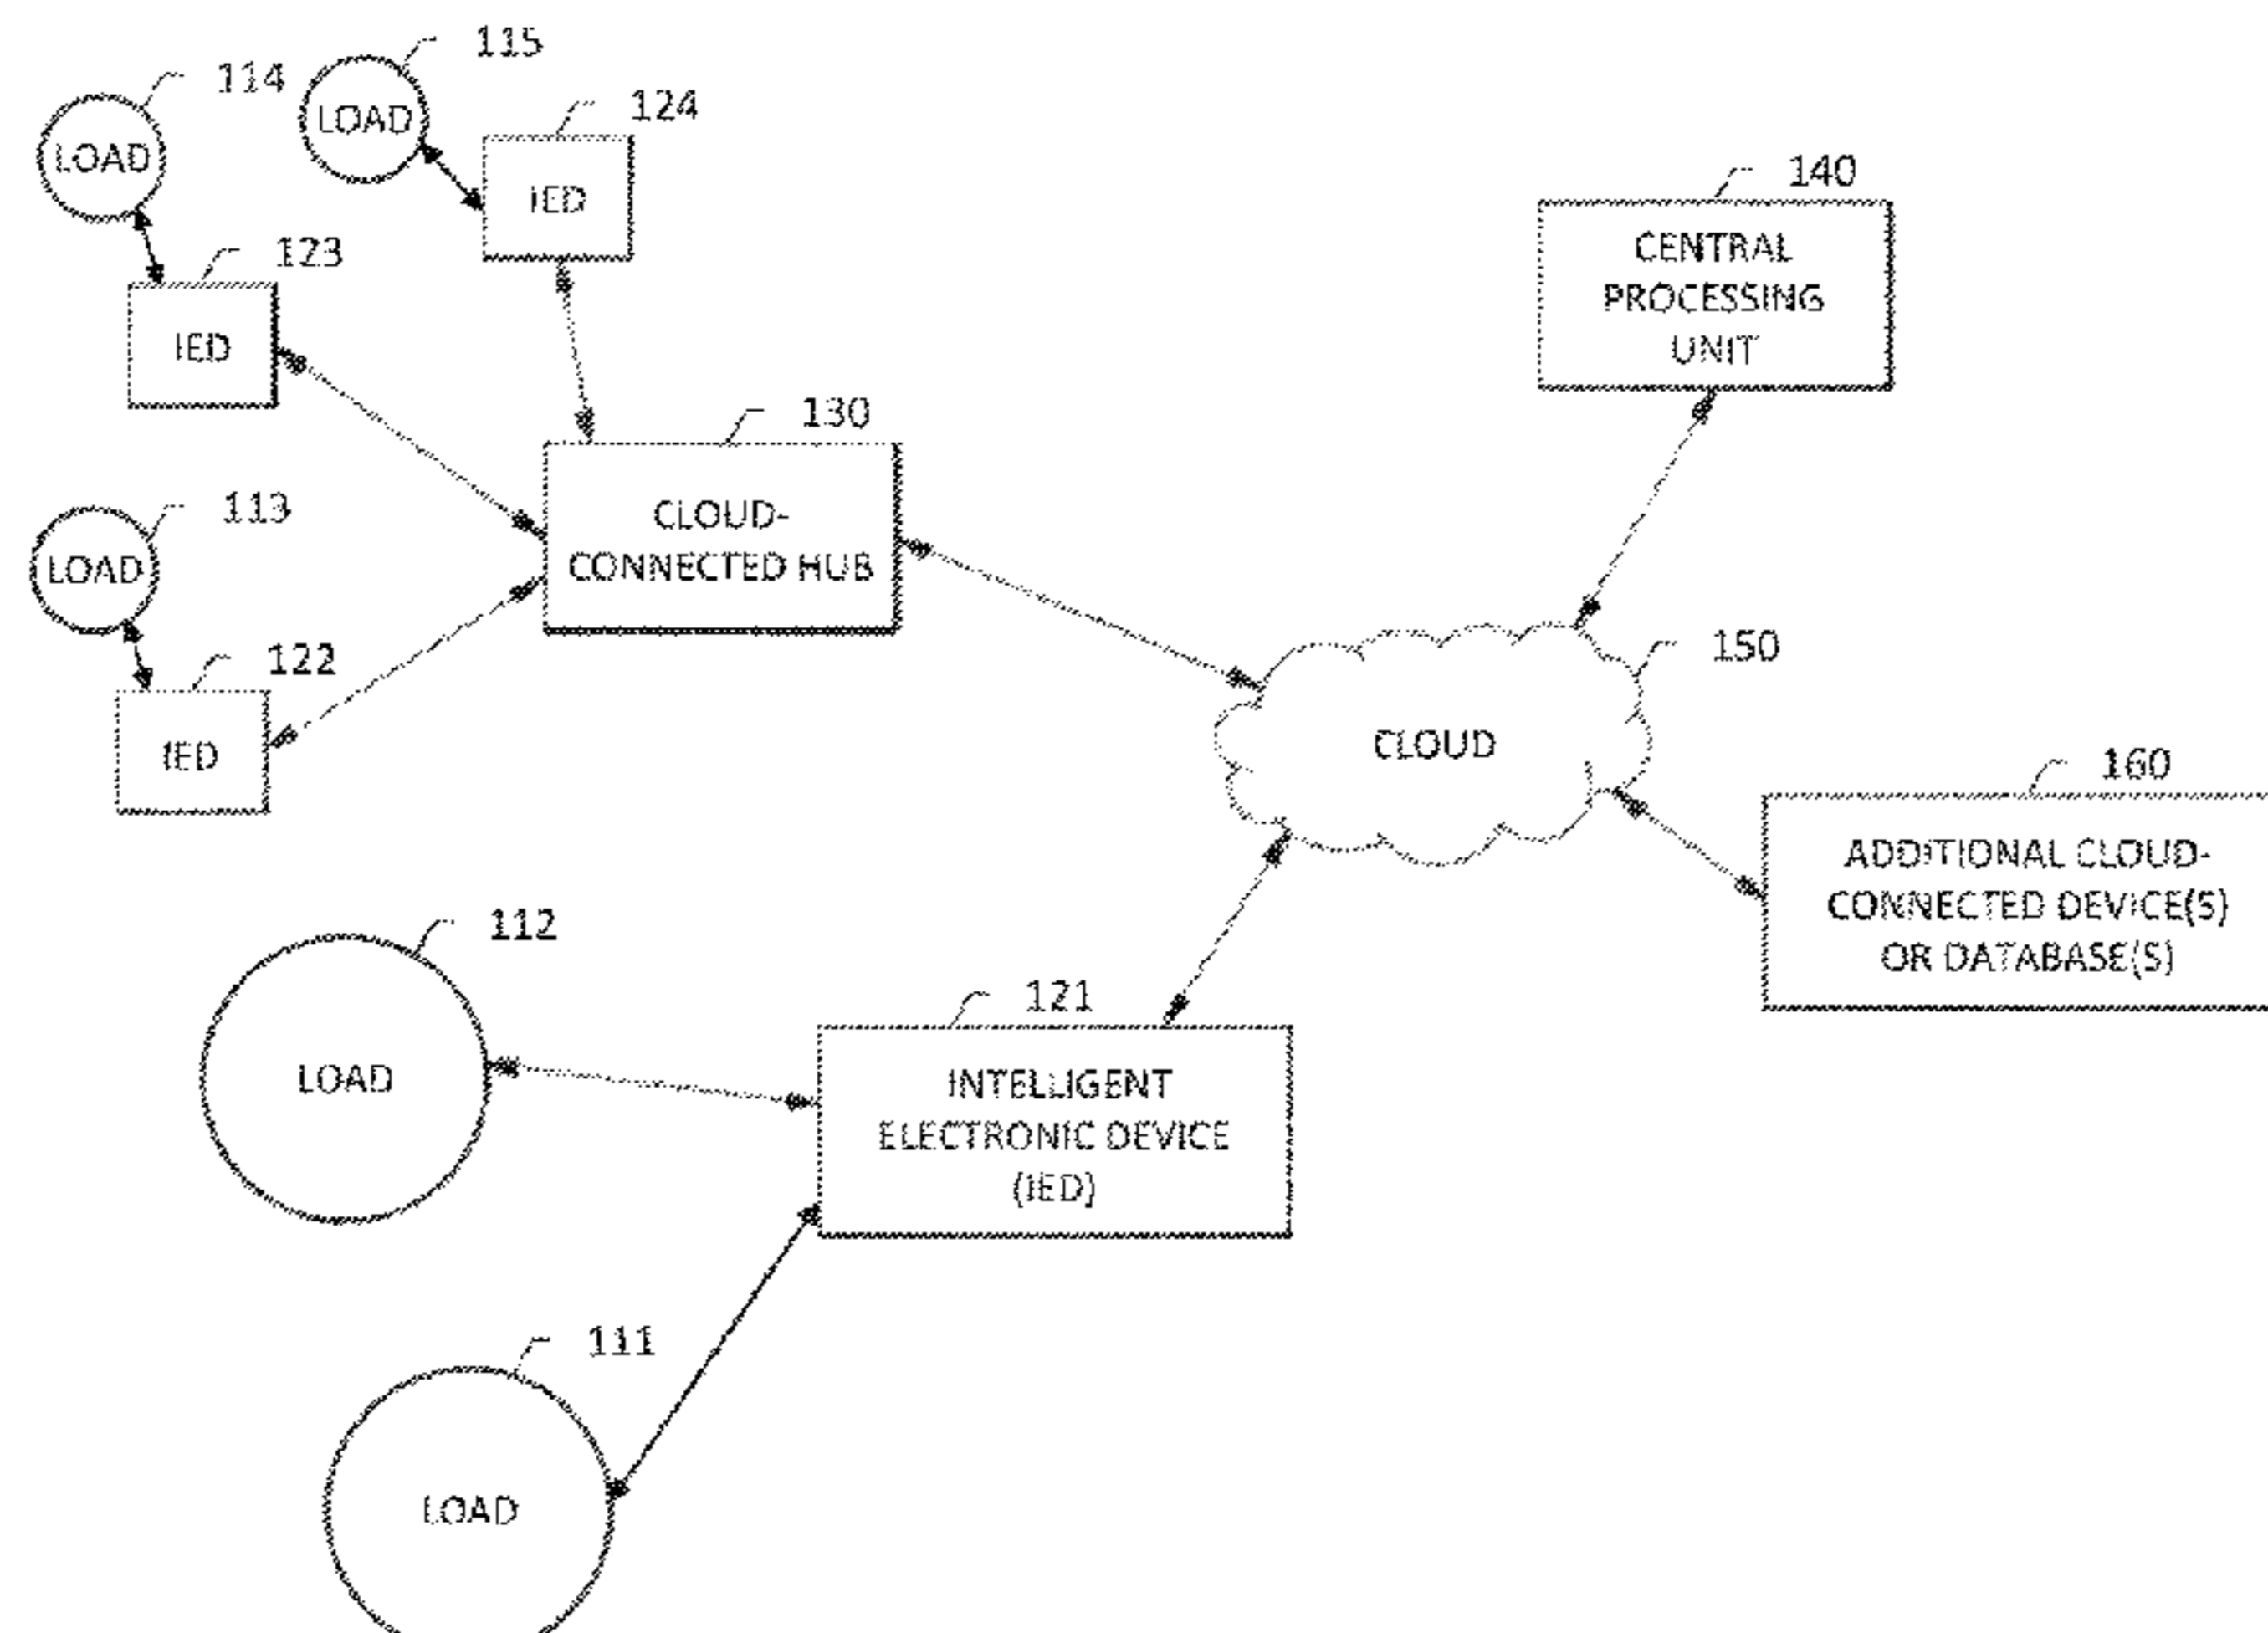 115
114
LOAD
124
LOAD
IED
140
123
CENTRAL
PROCESSING
UNIT
IED
130
113
CLOUD-
CONNECTED HUB
LOAD
122
150
IED
CLOUD
160
ADDITIONAL CLOUD-
CONNECTED DEVICE(S)
OR DATABASE(S)
112
121
LOAD
INTELLIGENT
ELECTRONIC DEVICE
(IED)
111
LOAD